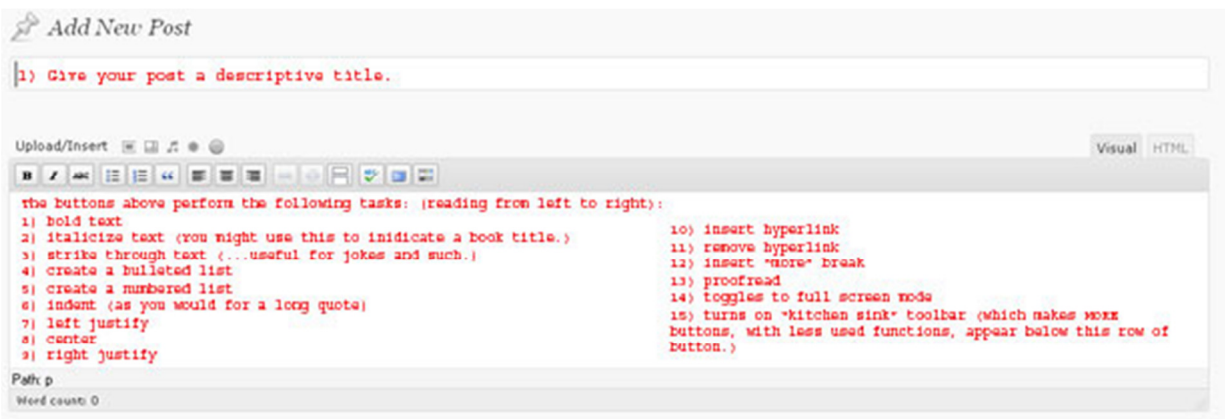 Add New Post
1) Give your post a descriptive title.
Upload/Insert
Visual HTML
B I ABC
The buttons above perform the following tasks: (reading from left to right):
1) bold text
2) italicize text (You might use this to inidicate a book title.)
3) strike through text (...useful for jokes and such.)
4) create a bulleted list
5) create a numbered list
6) indent (as you would for a long quote)
7) left justify
8) center
9) right justify
10) insert hyperlink
11) remove hyperlink
12) insert "more" break
13) proofread
14) toggles to full screen mode
15) turns on "kitchen sink" toolbar (which makes MORE
buttons, with less used functions, appear below this row of
button.)
Path: p
Word count: 0